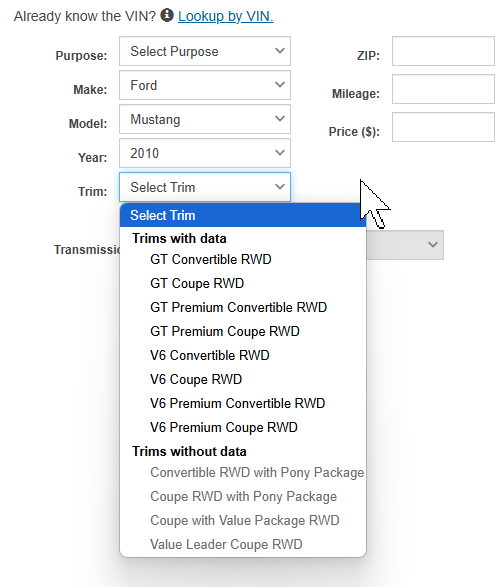 Already know the VIN? Lookup by VIN.
Purpose: Select Purpose ZIP:
Make: Ford Mileage:
Model: Mustang Price ($):
Year: 2010
Trim: Select Trim
Select Trim
Trims with data
Transmissic
GT Convertible RWD
GT Coupe RWD
GT Premium Convertible RWD
GT Premium Coupe RWD
V6 Convertible RWD
V6 Coupe RWD
V6 Premium Convertible RWD
V6 Premium Coupe RWD
Trims without data
Convertible RWD with Pony Package
Coupe RWD with Pony Package
Coupe with Value Package RWD
Value Leader Coupe RWD